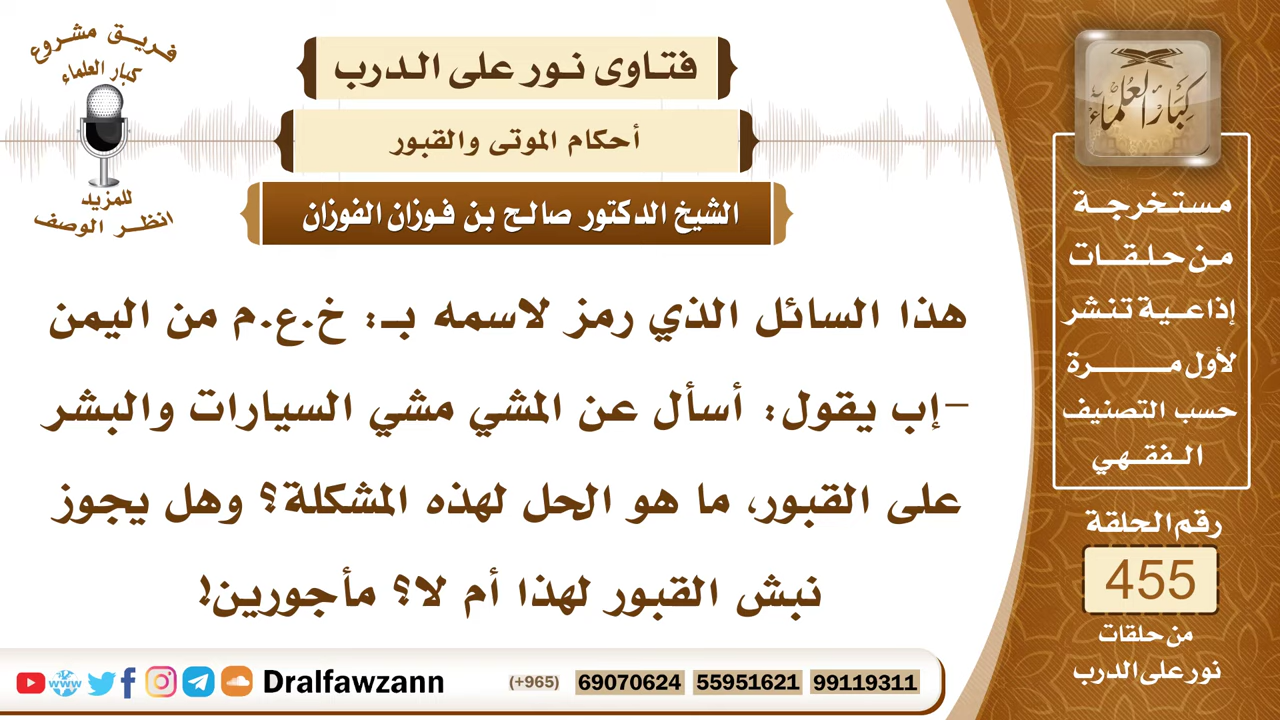 فريق مشروع
كبار العلماء
للمزيد
انظر الوصف
فتاوى نور على الدرب
أحكام الموتى والقبور
الشيخ الدكتور صالح بن فوزان الفوزان
هذا السائل الذي رمز لاسمه بـ: خ.ع.م من اليمن
-إب يقول: أسأل عن المشي مشي السيارات والبشر
على القبور، ما هو الحل لهذه المشكلة؟ وهل يجوز
نبش القبور لهذا أم لا؟ مأجورين!
كبار العلماء
مستخرجة
من حلقات
إذاعية تنشر
لأول مرة
حسب التصنيف
الفقهي
رقم الحلقة
455
من حلقات
نور على الدرب
www Dralfawzann (+965) 69070624 55951621 99119311